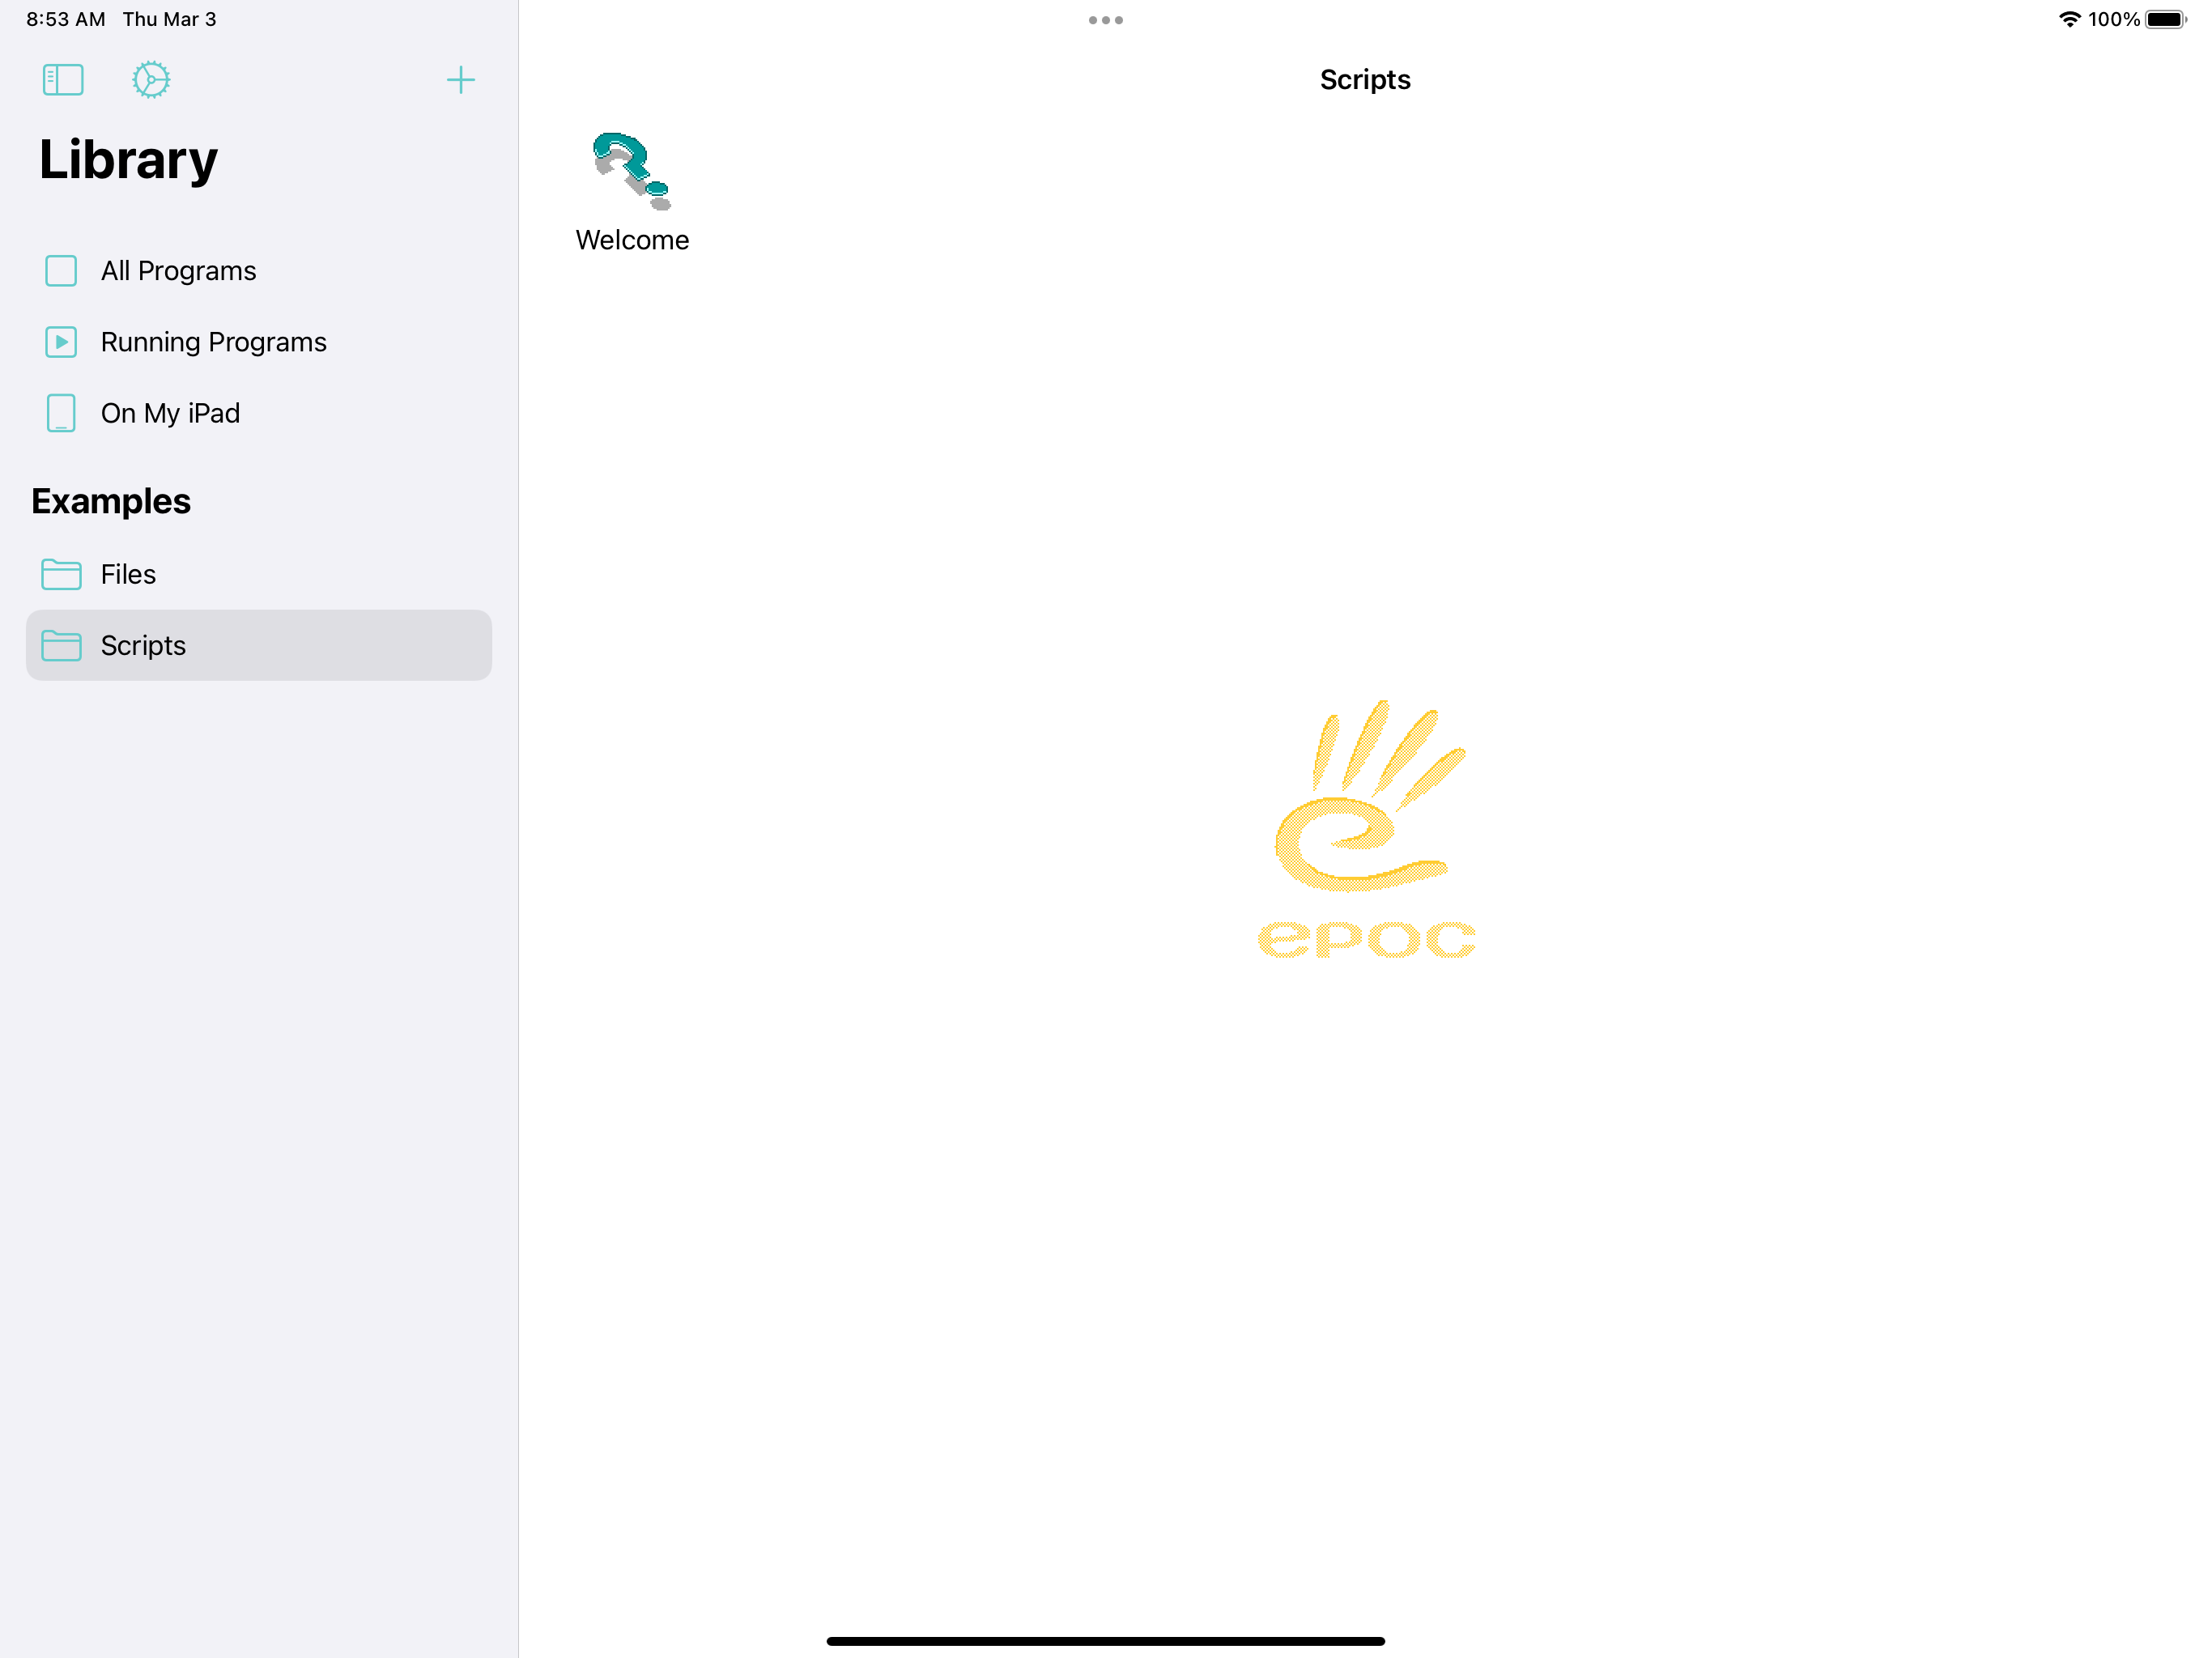 8:53 AM Thu Mar 3
100%
Scripts
Library
All Programs
Running Programs
On My iPad
Examples
Files
Scripts
Welcome
epoc